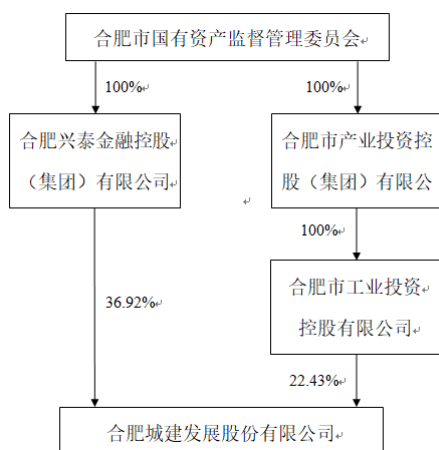 合肥市国有资产监督管理委员会
100%
100%
合肥兴泰金融控股
（集团）有限公司
合肥市产业投资控
股（集团）有限公
100%
合肥市工业投资
控股有限公司
36.92%
22.43%
合肥城建发展股份有限公司